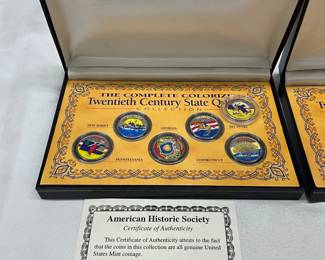 THE COMPLETE COLORIZ
Twentieth Century State Q
COLLECTION
NEW JERSEY
GEORGIA
DELAWARE
PENNSYLVANIA
CONNECTICUT
American Historic Society
Certificate of Authenticity
This Certificate of Authenticity attests to the fact
that the coins in this collection are all genuine United
States Mint coinage.